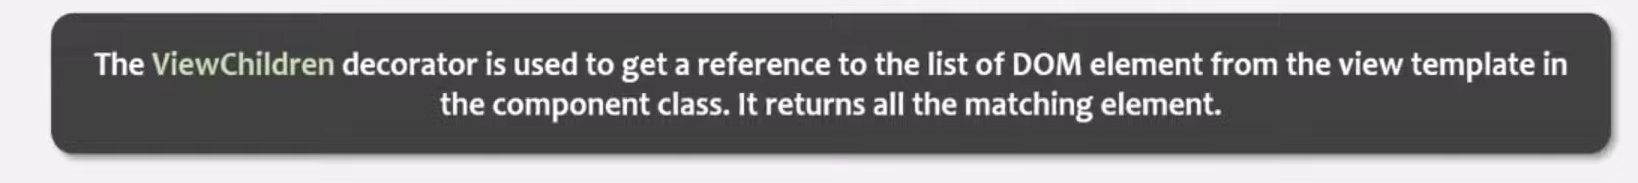 The ViewChildren decorator is used to get a reference to the list of DOM element from the view template in
the component class. It returns all the matching element.